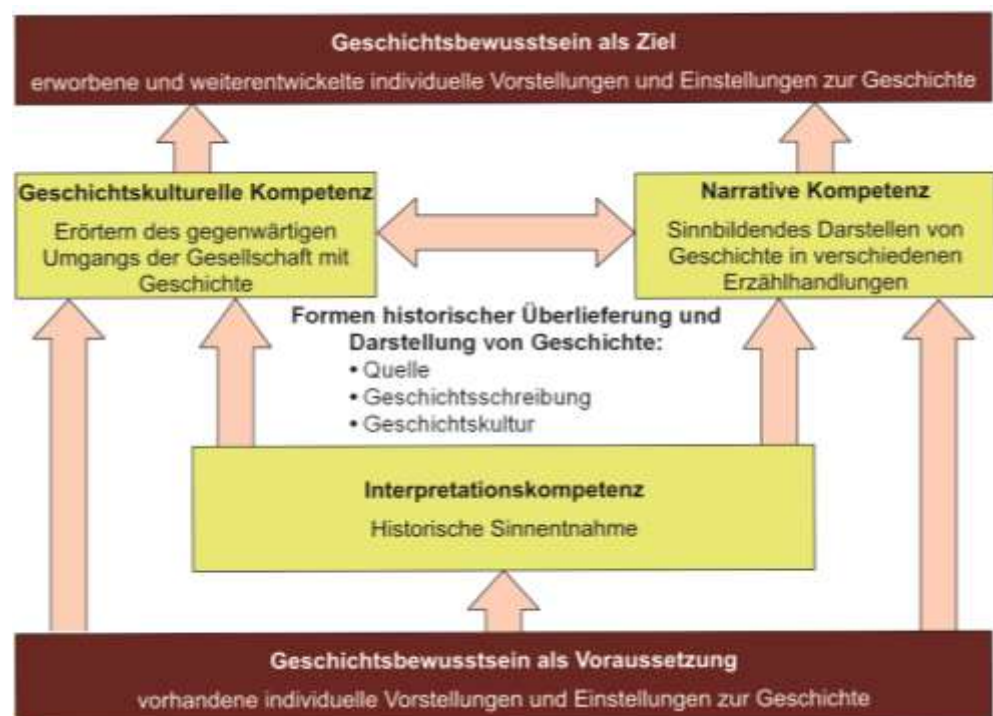 Geschichtsbewusstsein als Ziel
erworbene und weiterentwickelte individuelle Vorstellungen und Einstellungen zur Geschichte
Geschichtskulturelle Kompetenz
Erörtern des gegenwärtigen
Umgangs der Gesellschaft mit
Geschichte
Narrative Kompetenz
Sinnbildendes Darstellen von
Geschichte in verschiedenen
Erzählhandlungen
Formen historischer Überlieferung und
Darstellung von Geschichte:
• Quelle
• Geschichtsschreibung
• Geschichtskultur
Interpretationskompetenz
Historische Sinnentnahme
Geschichtsbewusstsein als Voraussetzung
vorhandene individuelle Vorstellungen und Einstellungen zur Geschichte